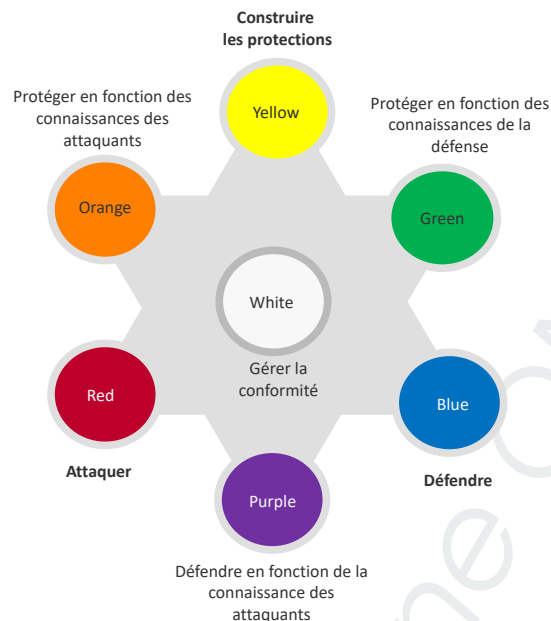 Construire
les protections
Yellow
Protéger en fonction des
connaissances des
attaquants
Protéger en fonction des
connaissances de la
défense
Orange
Green
White
Gérer la
conformité
Red
Blue
Attaquer
Défendre
Purple
Défendre en fonction de la
connaissance des
attaquants